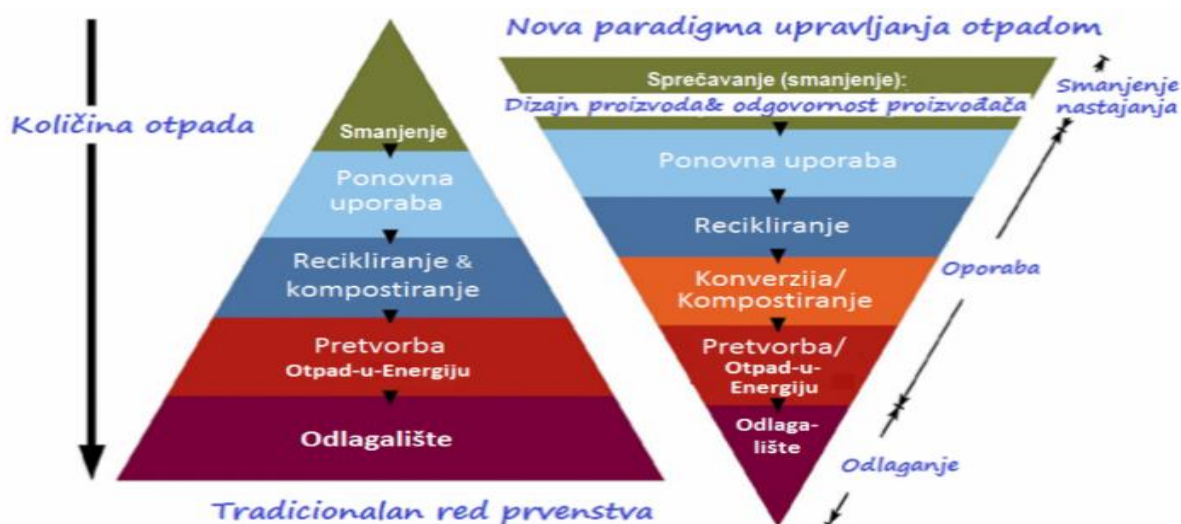 Nova paradigma upravljanja otpadom
Količina otpada
Smanjenje
Ponovna
uporaba
Recikliranje &
kompostiranje
Pretvorba
Otpad-u-Energiju
Odlagalište
Tradicionalan red prvenstva
Sprečavanje (smanjenje):
Dizajn proizvoda& odgovornost proizvođača
Ponovna uporaba
Recikliranje
Konverzija/
Kompostiranje
Pretvorba/
Otpad-u-
Energiju
Odlaga-
lište
Smanjenje
nastajanja
Oporaba
Odlaganje